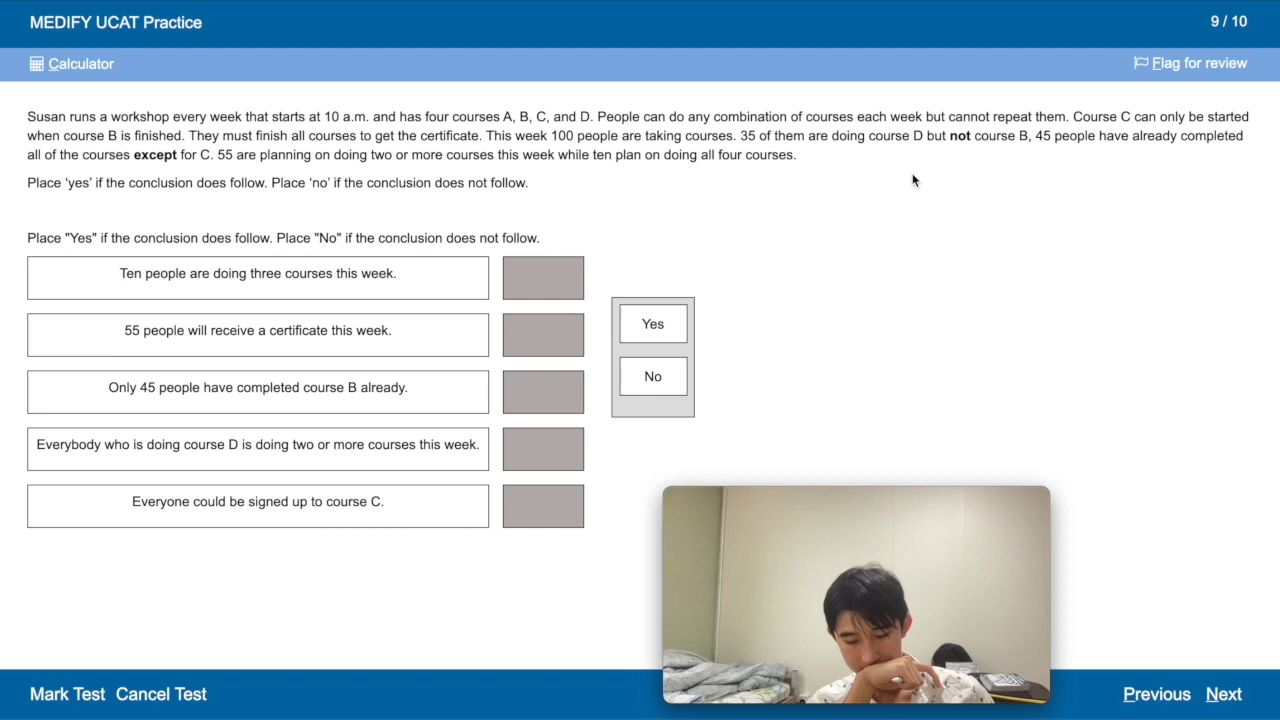 MEDIFY UCAT Practice
9 / 10
Calculator
Flag for review
Susan runs a workshop every week that starts at 10 a.m. and has four courses A, B, C, and D. People can do any combination of courses each week but cannot repeat them. Course C can only be started
when course B is finished. They must finish all courses to get the certificate. This week 100 people are taking courses. 35 of them are doing course D but not course B, 45 people have already completed
all of the courses except for C. 55 are planning on doing two or more courses this week while ten plan on doing all four courses.
Place ‘yes’ if the conclusion does follow. Place ‘no’ if the conclusion does not follow.
Place "Yes" if the conclusion does follow. Place "No" if the conclusion does not follow.
Ten people are doing three courses this week.
55 people will receive a certificate this week.
Only 45 people have completed course B already.
Everybody who is doing course D is doing two or more courses this week.
Everyone could be signed up to course C.
Yes
No
Mark Test
Cancel Test
Previous
Next